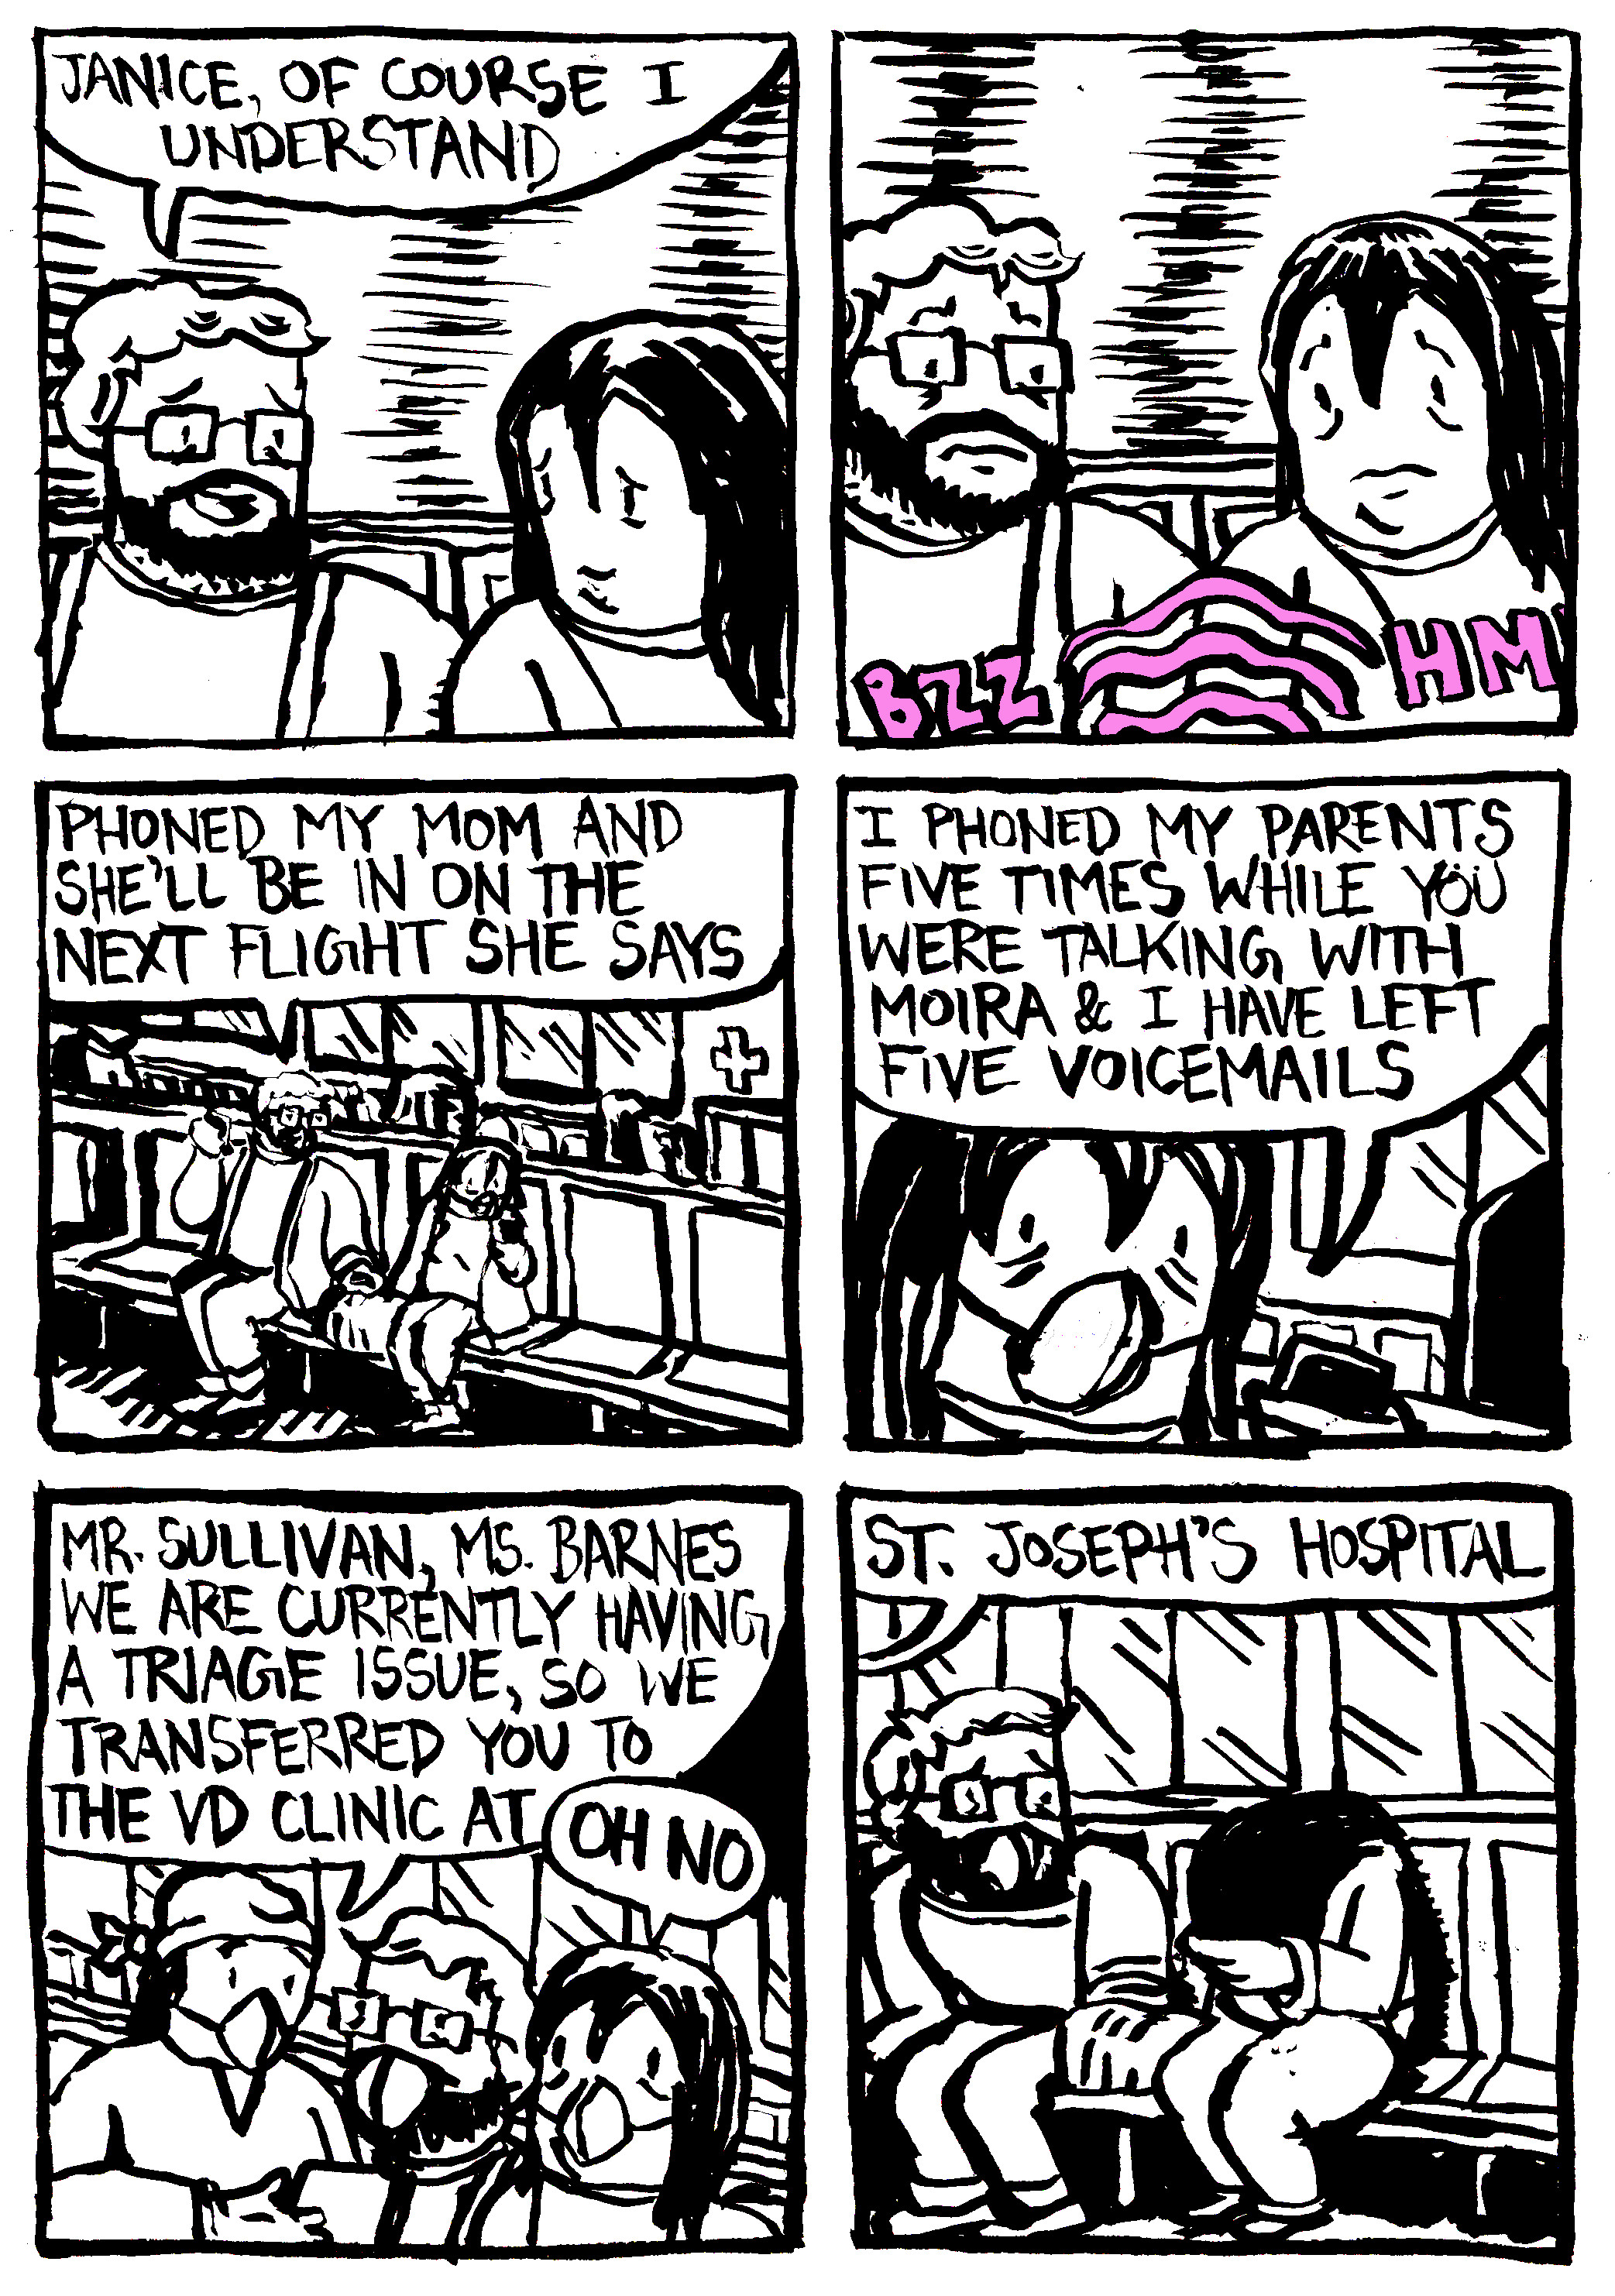 JANICE, OF COURSE I
UNDERSTAND
BZZ
HM
PHONED MY MOM AND
SHE'LL BE IN ON THE
NEXT FLIGHT SHE SAYS
I PHONED MY PARENTS
FIVE TIMES WHILE YÖÜ
WERE TALKING WITH
MOIRA & I HAVE LEFT
FIVE VOICEMAILS
MR. SULLIVAN, MS. BARNES
WE ARE CURRENTLY HAVING
A TRIAGE ISSUE, SO WE
TRANSFERRED YOU TO
THE VD CLINIC AT
OH NO
ST. JOSEPH'S HOSPITAL